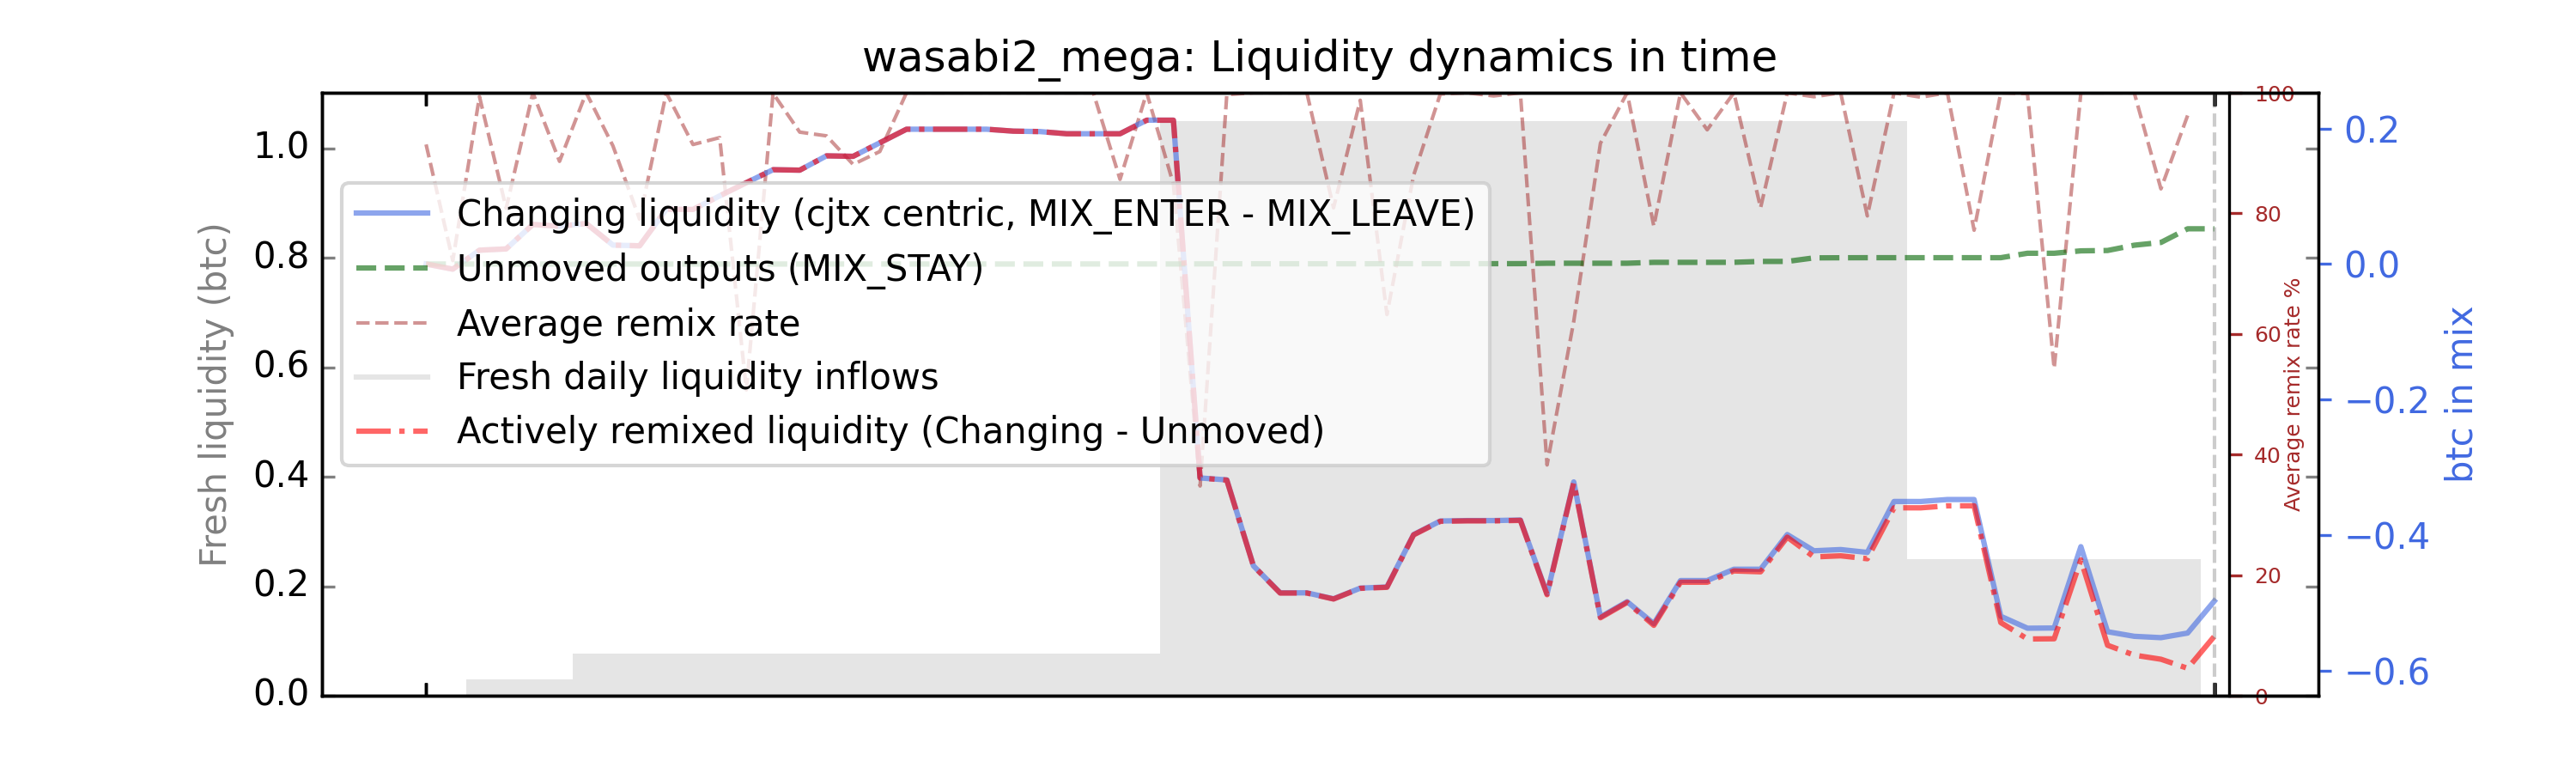 wasabi2_mega: Liquidity dynamics in time
Fresh liquidity (btc)
1.0
0.8
0.6
0.4
0.2
0.0
Changing liquidity (cjtx centric, MIX_ENTER - MIX_LEAVE)
Unmoved outputs (MIX_STAY)
Average remix rate
Fresh daily liquidity inflows
Actively remixed liquidity (Changing - Unmoved)
100
80
60
40
20
0
Average remix rate %
0.2
0.0
−0.2
−0.4
−0.6
btc in mix